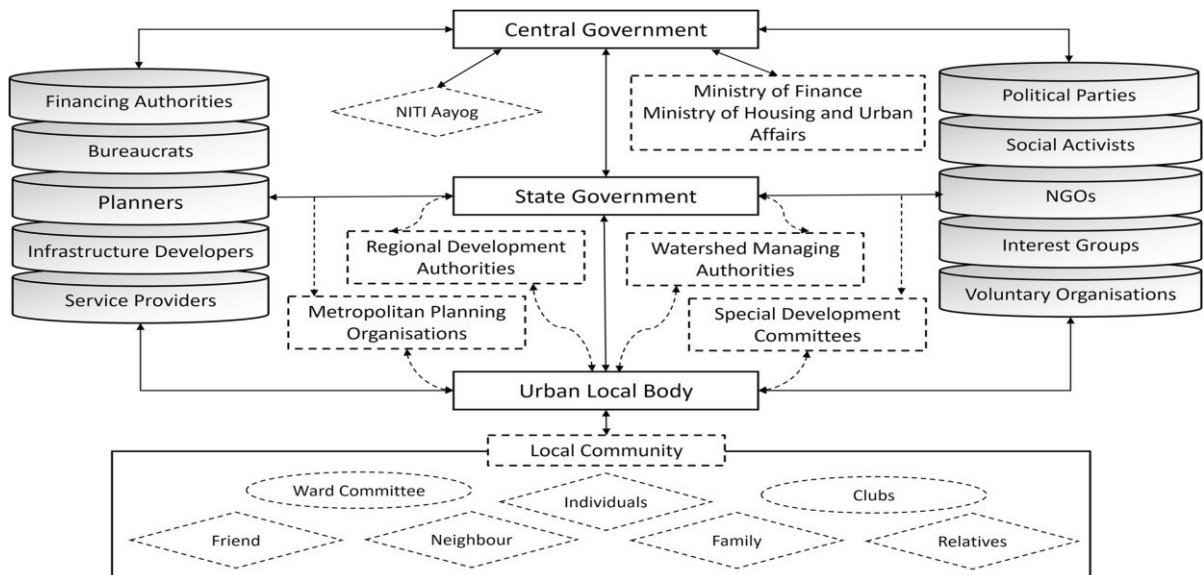 Central Government
Financing Authorities
Bureaucrats
Planners
Infrastructure Developers
Service Providers
NITI Aayog
Ministry of Finance
Ministry of Housing and Urban
Affairs
Political Parties
Social Activists
NGOs
Interest Groups
Voluntary Organisations
State Government
Regional Development
Authorities
Watershed Managing
Authorities
Metropolitan Planning
Organisations
Special Development
Committees
Urban Local Body
Local Community
Ward Committee
Individuals
Clubs
Friend
Neighbour
Family
Relatives